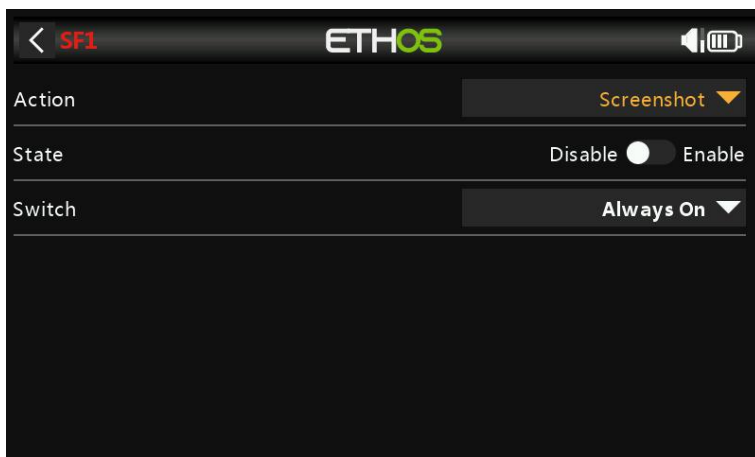 SF1 ETHOS
Action Screenshot
State Disable Enable
Switch Always On